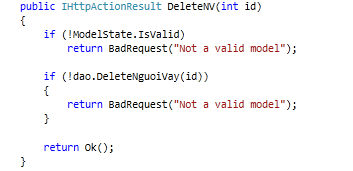 public IHttpActionResult DeleteNV(int id)
{
if (!ModelState.IsValid)
return BadRequest("Not a valid model");
if (!dao.DeleteNguoiVay(id))
{
return BadRequest("Not a valid model");
}
return Ok();
}